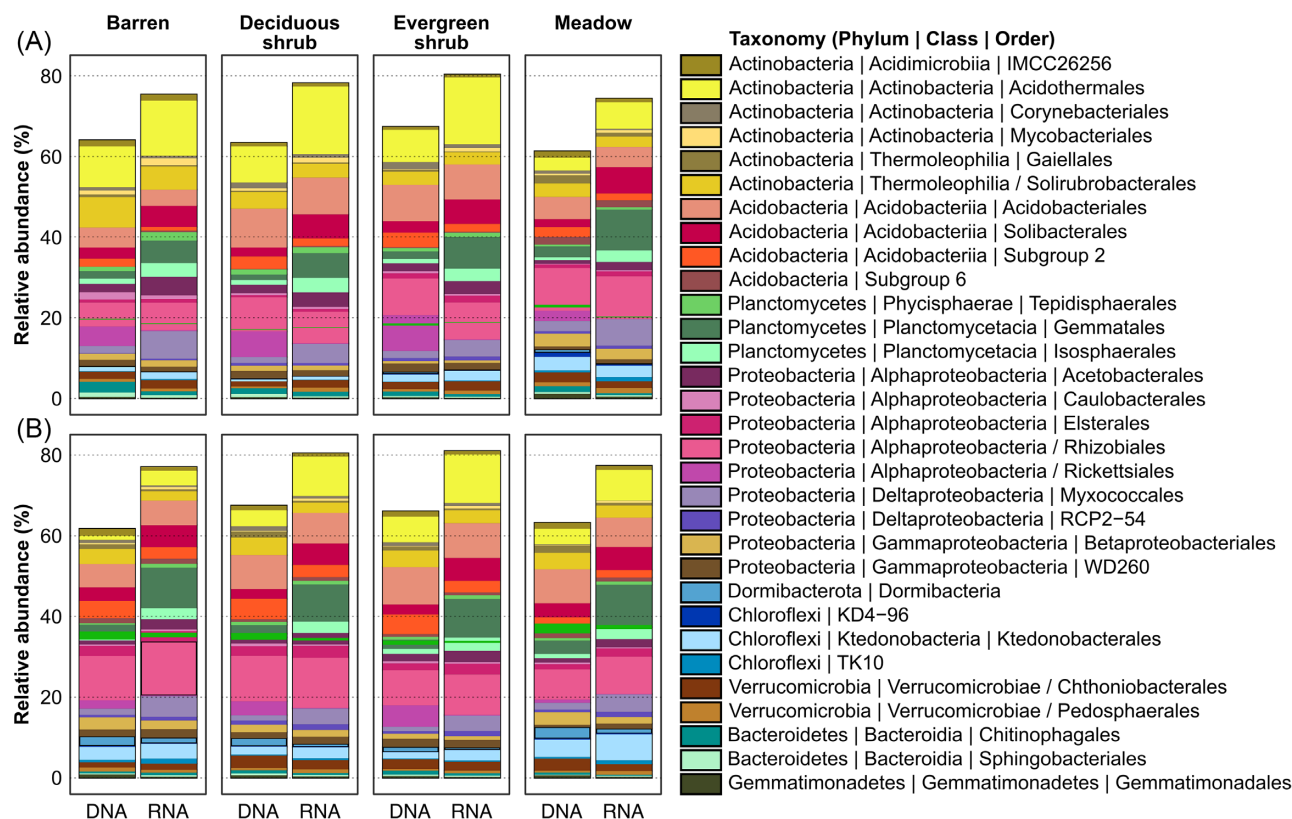 Barren
Deciduous
shrub
Evergreen
shrub
Meadow
(A)
Relative abundance (%)
80
60
40
20
0
(B)
Relative abundance (%)
80
60
40
20
0
DNA RNA DNA RNA DNA RNA DNA RNA
Taxonomy (Phylum | Class | Order)
Actinobacteria | Acidimicrobiia | IMCC26256
Actinobacteria | Actinobacteria | Acidothermales
Actinobacteria | Actinobacteria | Corynebacteriales
Actinobacteria | Actinobacteria | Mycobacteriales
Actinobacteria | Thermoleophilia | Gaiellales
Actinobacteria | Thermoleophilia / Solirubrobacterales
Acidobacteria | Acidobacteriia | Acidobacteriales
Acidobacteria | Acidobacteriia | Solibacterales
Acidobacteria | Acidobacteriia | Subgroup 2
Acidobacteria | Subgroup 6
Planctomycetes | Phycisphaerae | Tepidisphaerales
Planctomycetes | Planctomycetacia | Gemmatales
Planctomycetes | Planctomycetacia | Isosphaerales
Proteobacteria | Alphaproteobacteria | Acetobacterales
Proteobacteria | Alphaproteobacteria | Caulobacterales
Proteobacteria | Alphaproteobacteria | Elsterales
Proteobacteria | Alphaproteobacteria / Rhizobiales
Proteobacteria | Alphaproteobacteria / Rickettsiales
Proteobacteria | Deltaproteobacteria | Myxococcales
Proteobacteria | Deltaproteobacteria | RCP2−54
Proteobacteria | Gammaproteobacteria | Betaproteobacteriales
Proteobacteria | Gammaproteobacteria | WD260
Dormibacterota | Dormibacteria
Chloroflexi | KD4−96
Chloroflexi | Ktedonobacteria | Ktedonobacterales
Chloroflexi | TK10
Verrucomicrobia | Verrucomicrobiae / Chthoniobacterales
Verrucomicrobia | Verrucomicrobiae / Pedosphaerales
Bacteroidetes | Bacteroidia | Chitinophagales
Bacteroidetes | Bacteroidia | Sphingobacteriales
Gemmatimonadetes | Gemmatimonadetes | Gemmatimonadales